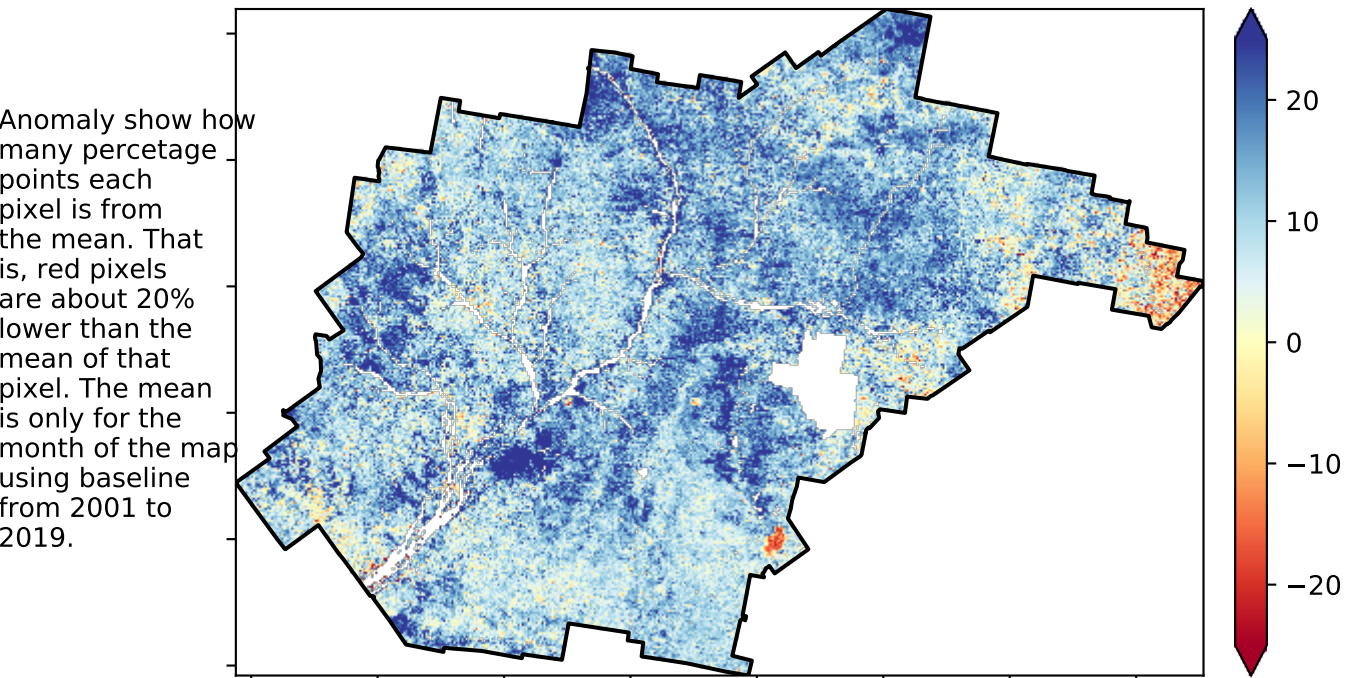 Anomaly show how
many percetage
points each
pixel is from
the mean. That
is, red pixels
are about 20%
lower than the
mean of that
pixel. The mean
is only for the
month of the map
using baseline
from 2001 to
2019.
20
10
0
−10
−20